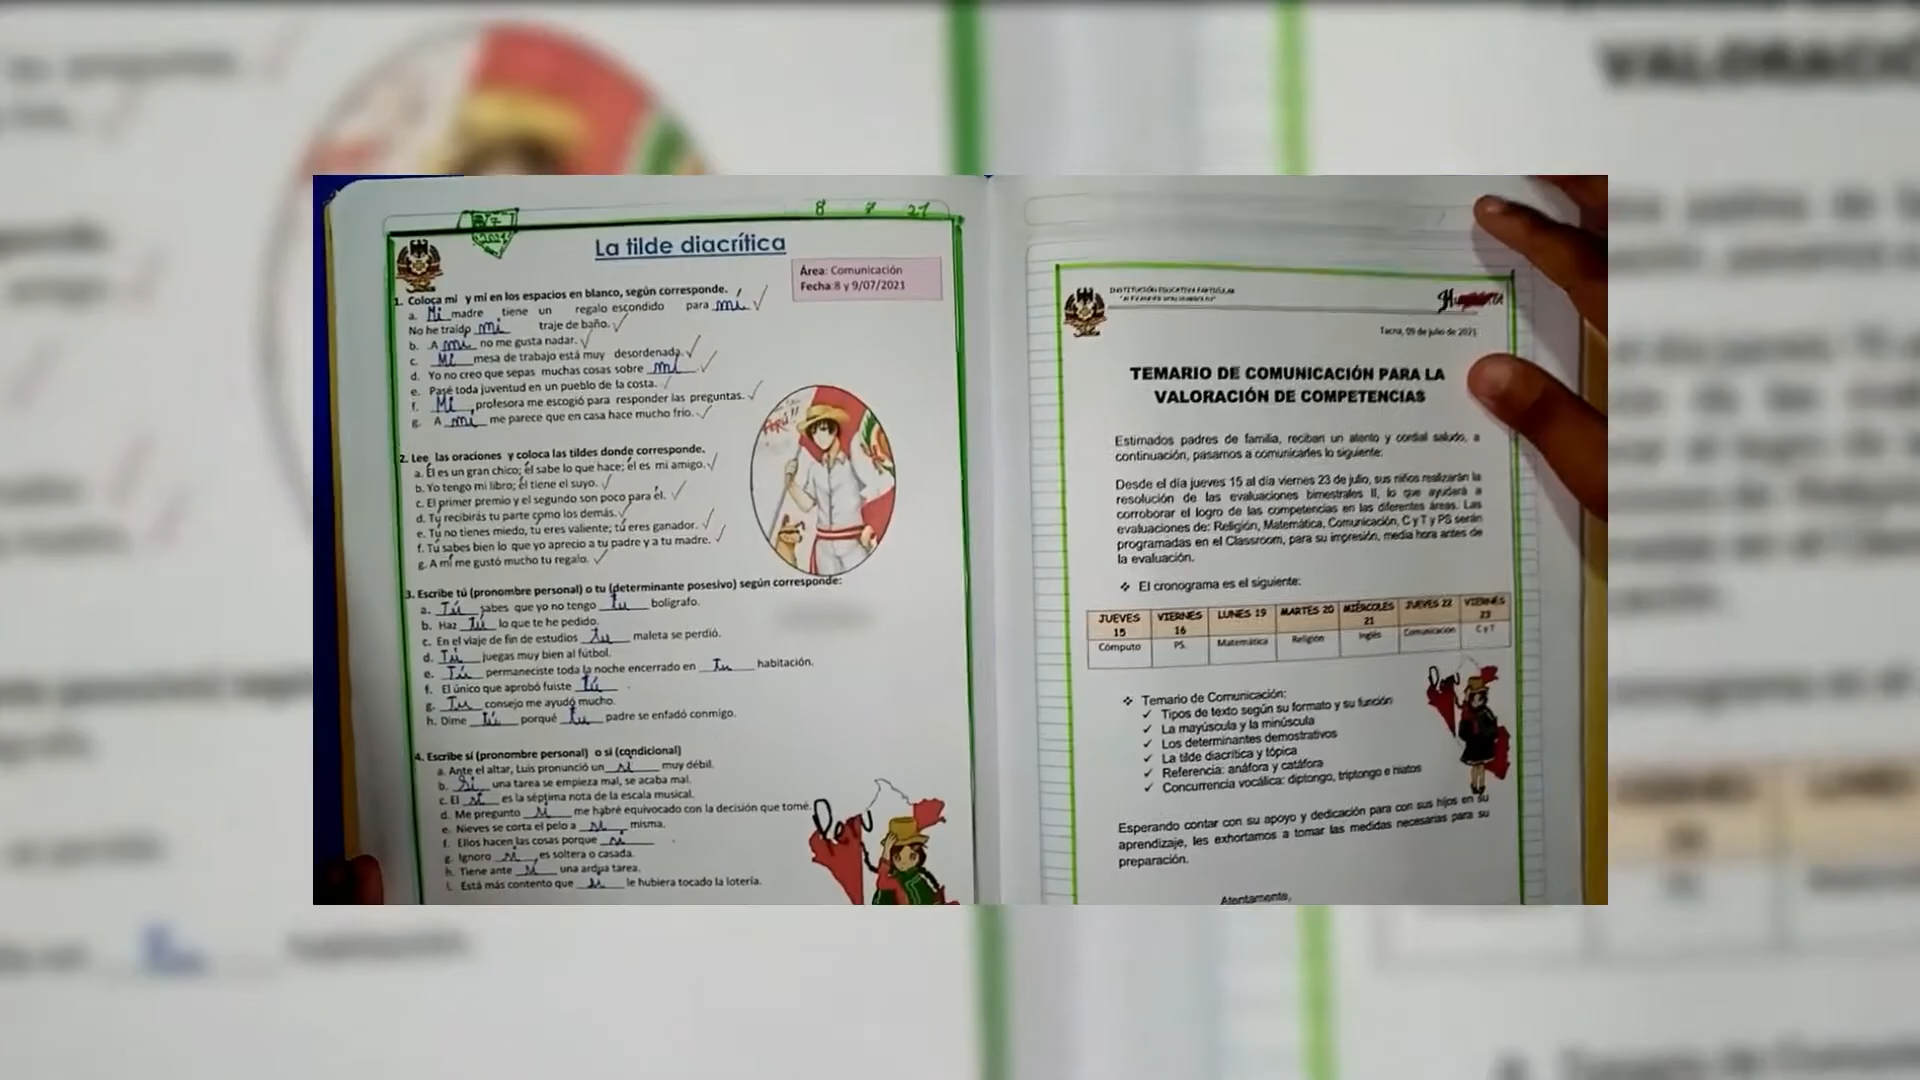 8 7 21
La tilde diacrítica
Área: Comunicación
Fecha:8 y 9/07/2021
1. Coloca mi y mí en los espacios en blanco, según corresponde.
a. Mi madre tiene un regalo escondido para mí
No he traído mi traje de baño.
b. A mí no me gusta nadar.
c. Mi mesa de trabajo está muy desordenada.
d. Yo no creo que sepas muchas cosas sobre mí
e. Pasé toda juventud en un pueblo de la costa.
f. Mi profesora me escogió para responder las preguntas.
g. A mí me parece que en casa hace mucho frío.
2. Lee las oraciones y coloca las tildes donde corresponde.
a. Él es un gran chico; él sabe lo que hace; él es mi amigo.
b. Yo tengo mi libro; él tiene el suyo.
c. El primer premio y el segundo son poco para él.
d. Tú recibirás tu parte como los demás.
e. Tu no tienes miedo, tu eres valiente; tú eres ganador.
f. Tú sabes bien lo que yo aprecio a tu padre y a tu madre.
g. A mí me gustó mucho tu regalo.
3. Escribe tú (pronombre personal) o tu (determinante posesivo) según corresponde:
a. Tú sabes que yo no tengo tu bolígrafo.
b. Haz tú lo que te he pedido.
c. En el viaje de fin de estudios tu maleta se perdió.
d. Tú juegas muy bien al fútbol.
e. Tú permaneciste toda la noche encerrado en tu habitación.
f. El único que aprobó fuiste tú
g. Tu consejo me ayudó mucho.
h. Dime tú porqué tu padre se enfadó conmigo.
4. Escribe sí (pronombre personal) o si (condicional)
a. Ante el altar, Luis pronunció un si muy débil.
b. Si una tarea se empieza mal, se acaba mal.
c. El si es la séptima nota de la escala musical.
d. Me pregunto si me habré equivocado con la decisión que tomé.
e. Nieves se corta el pelo a si misma.
f. Ellos hacen las cosas porque si
g. Ignoro si es soltera o casada.
h. Tiene ante si una ardua tarea.
i. Está más contento que si le hubiera tocado la lotería.
Perú
INSTITUCIÓN EDUCATIVA PARTICULAR
Tacna, 09 de julio de 2021
TEMARIO DE COMUNICACIÓN PARA LA
VALORACIÓN DE COMPETENCIAS
Estimados padres de familia, reciban un atento y cordial saludo, a
continuación, pasamos a comunicarles lo siguiente:
Desde el día jueves 15 al día viernes 23 de julio, sus niños realizarán la
resolución de las evaluaciones bimestrales II, lo que ayudará a
corroborar el logro de las competencias en las diferentes áreas. Las
evaluaciones de: Religión, Matemática, Comunicación, C y T y PS serán
programadas en el Classroom, para su impresión, media hora antes de
la evaluación.
❖ El cronograma es el siguiente:
JUEVES 15 VIERNES 16 LUNES 19 MARTES 20 MIÉRCOLES 21 JUEVES 22 VIERNES 23
Cómputo PS. Matemática Religión Inglés Comunicación C y T
❖ Temario de Comunicación:
✓ Tipos de texto según su formato y su función
✓ La mayúscula y la minúscula
✓ Los determinantes demostrativos
✓ La tilde diacrítica y tópica
✓ Referencia: anáfora y catáfora
✓ Concurrencia vocálica: diptongo, triptongo e hiatos
Perú
Esperando contar con su apoyo y dedicación para con sus hijos en su
aprendizaje, les exhortamos a tomar las medidas necesarias para su
preparación.
Atentamente,